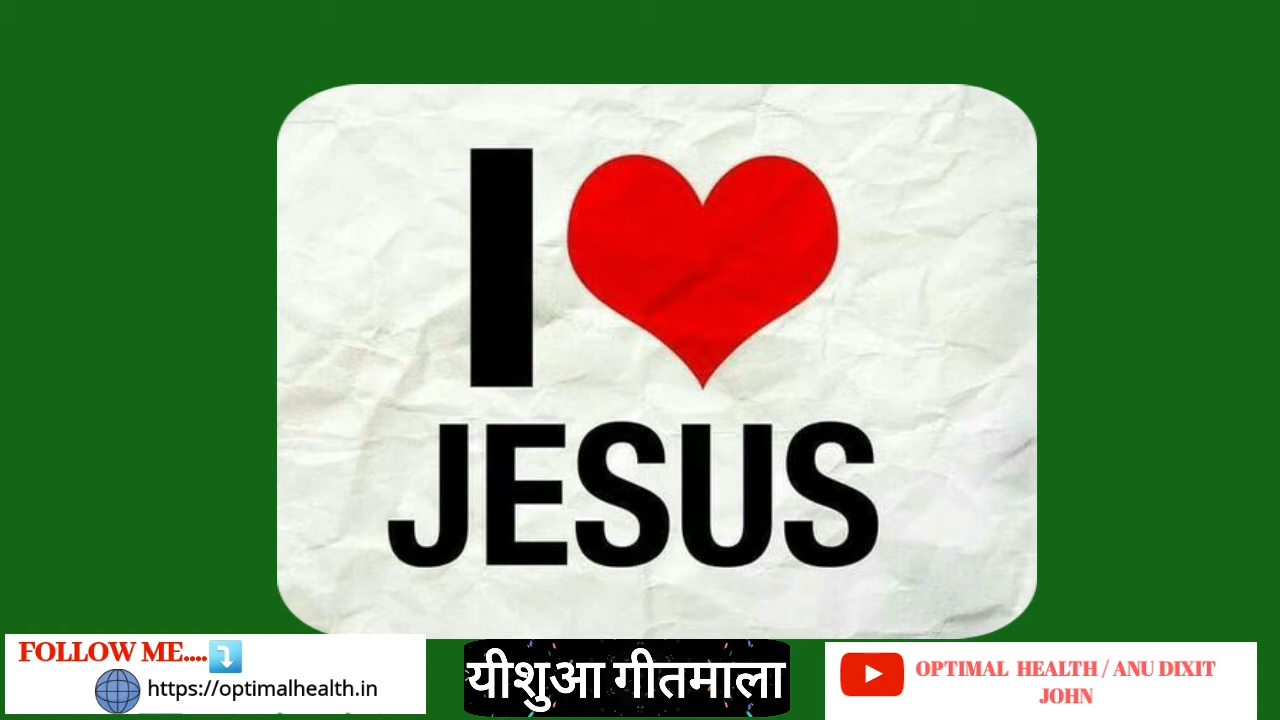 I
JESUS
FOLLOW ME....
https://optimalhealth.in
यीशुआ गीतमाला
OPTIMAL HEALTH / ANU DIXIT
JOHN